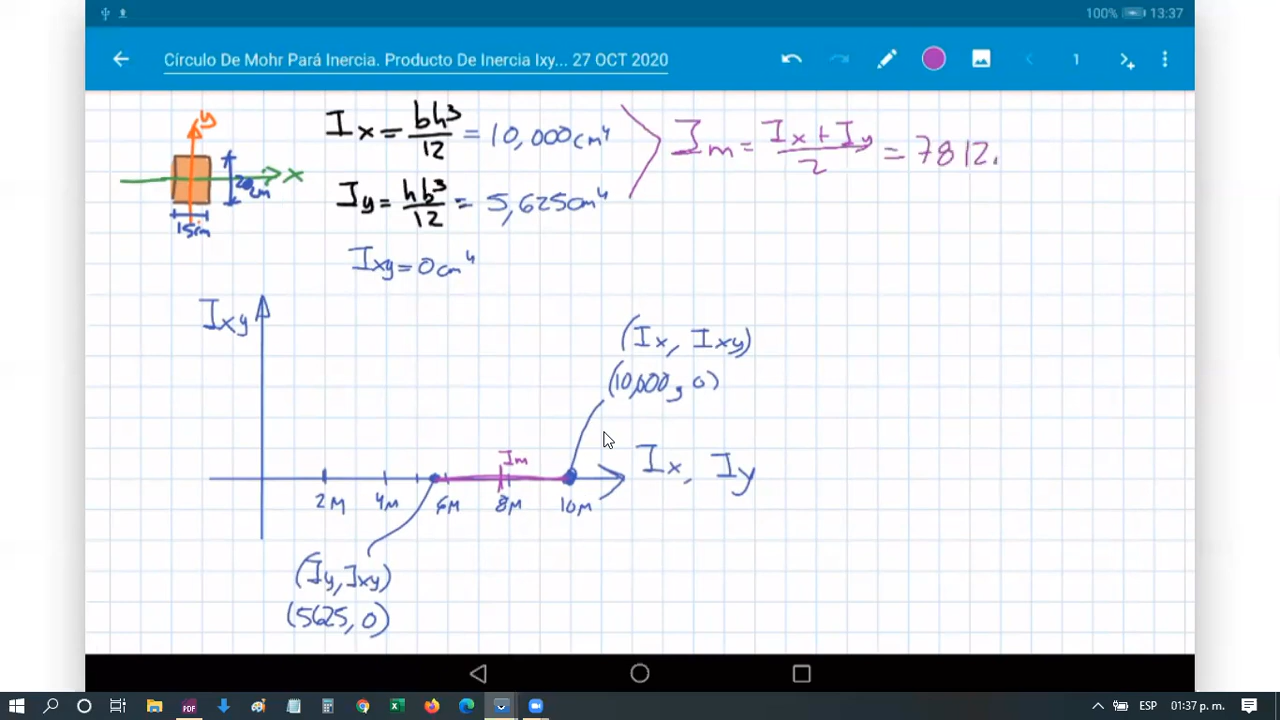 100% 13:37
Círculo De Mohr Pará Inercia. Producto De Inercia Ixy... 27 OCT 2020
1
y
x
15cm
Ix = bh³/12 = 10,000cm⁴
Iy = hb³/12 = 5,625cm⁴
Ixy = 0cm⁴
Im = Ix + Iy/2 = 7812.
Ixy
(Ix, Ixy)
(10,000, 0)
Im
Ix, Iy
2M 4M 6M 8M 10M
(Iy, Ixy)
(5625, 0)
ESP 01:37 p. m.